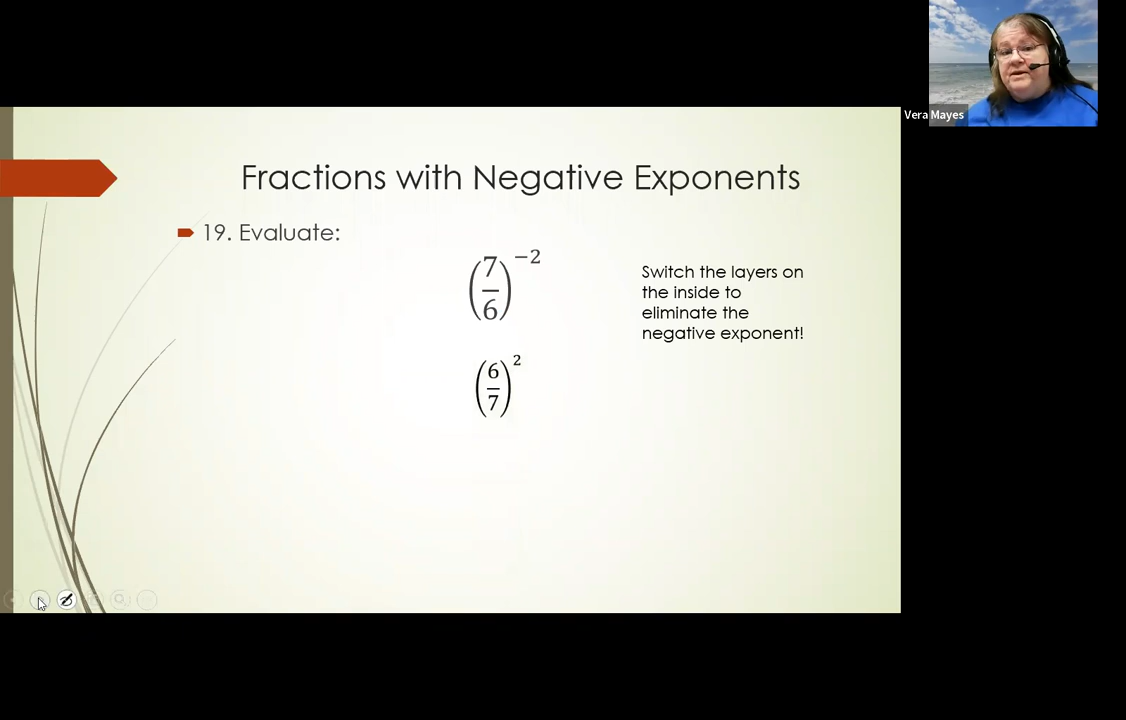 Vera Mayes
Fractions with Negative Exponents
19. Evaluate:
(7/6)^−2
Switch the layers on
the inside to
eliminate the
negative exponent!
(6/7)^2